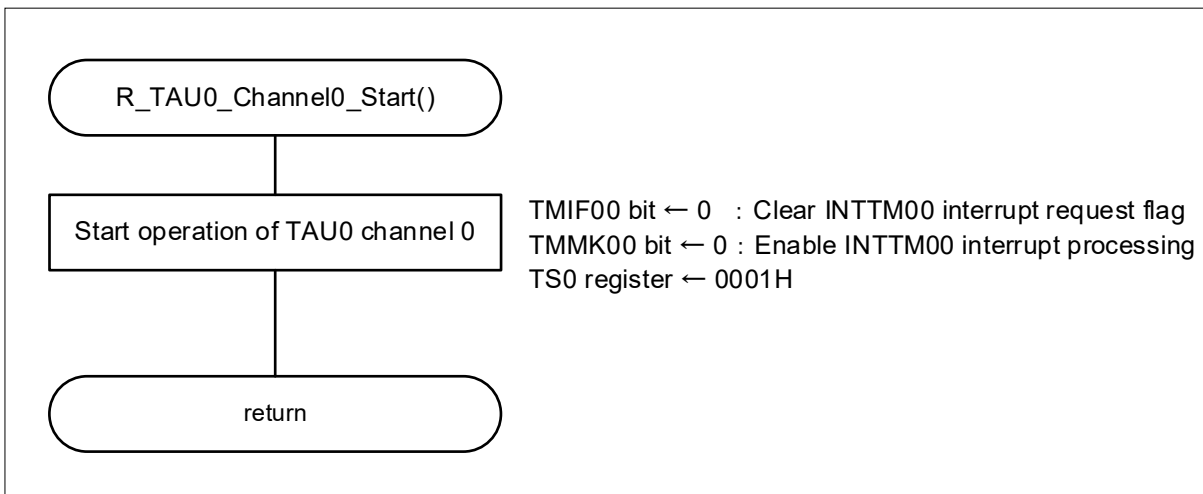 R_TAU0_Channel0_Start()
Start operation of TAU0 channel 0
TMIF00 bit ← 0 : Clear INTTM00 interrupt request flag
TMMK00 bit ← 0 : Enable INTTM00 interrupt processing
TS0 register ← 0001H
return